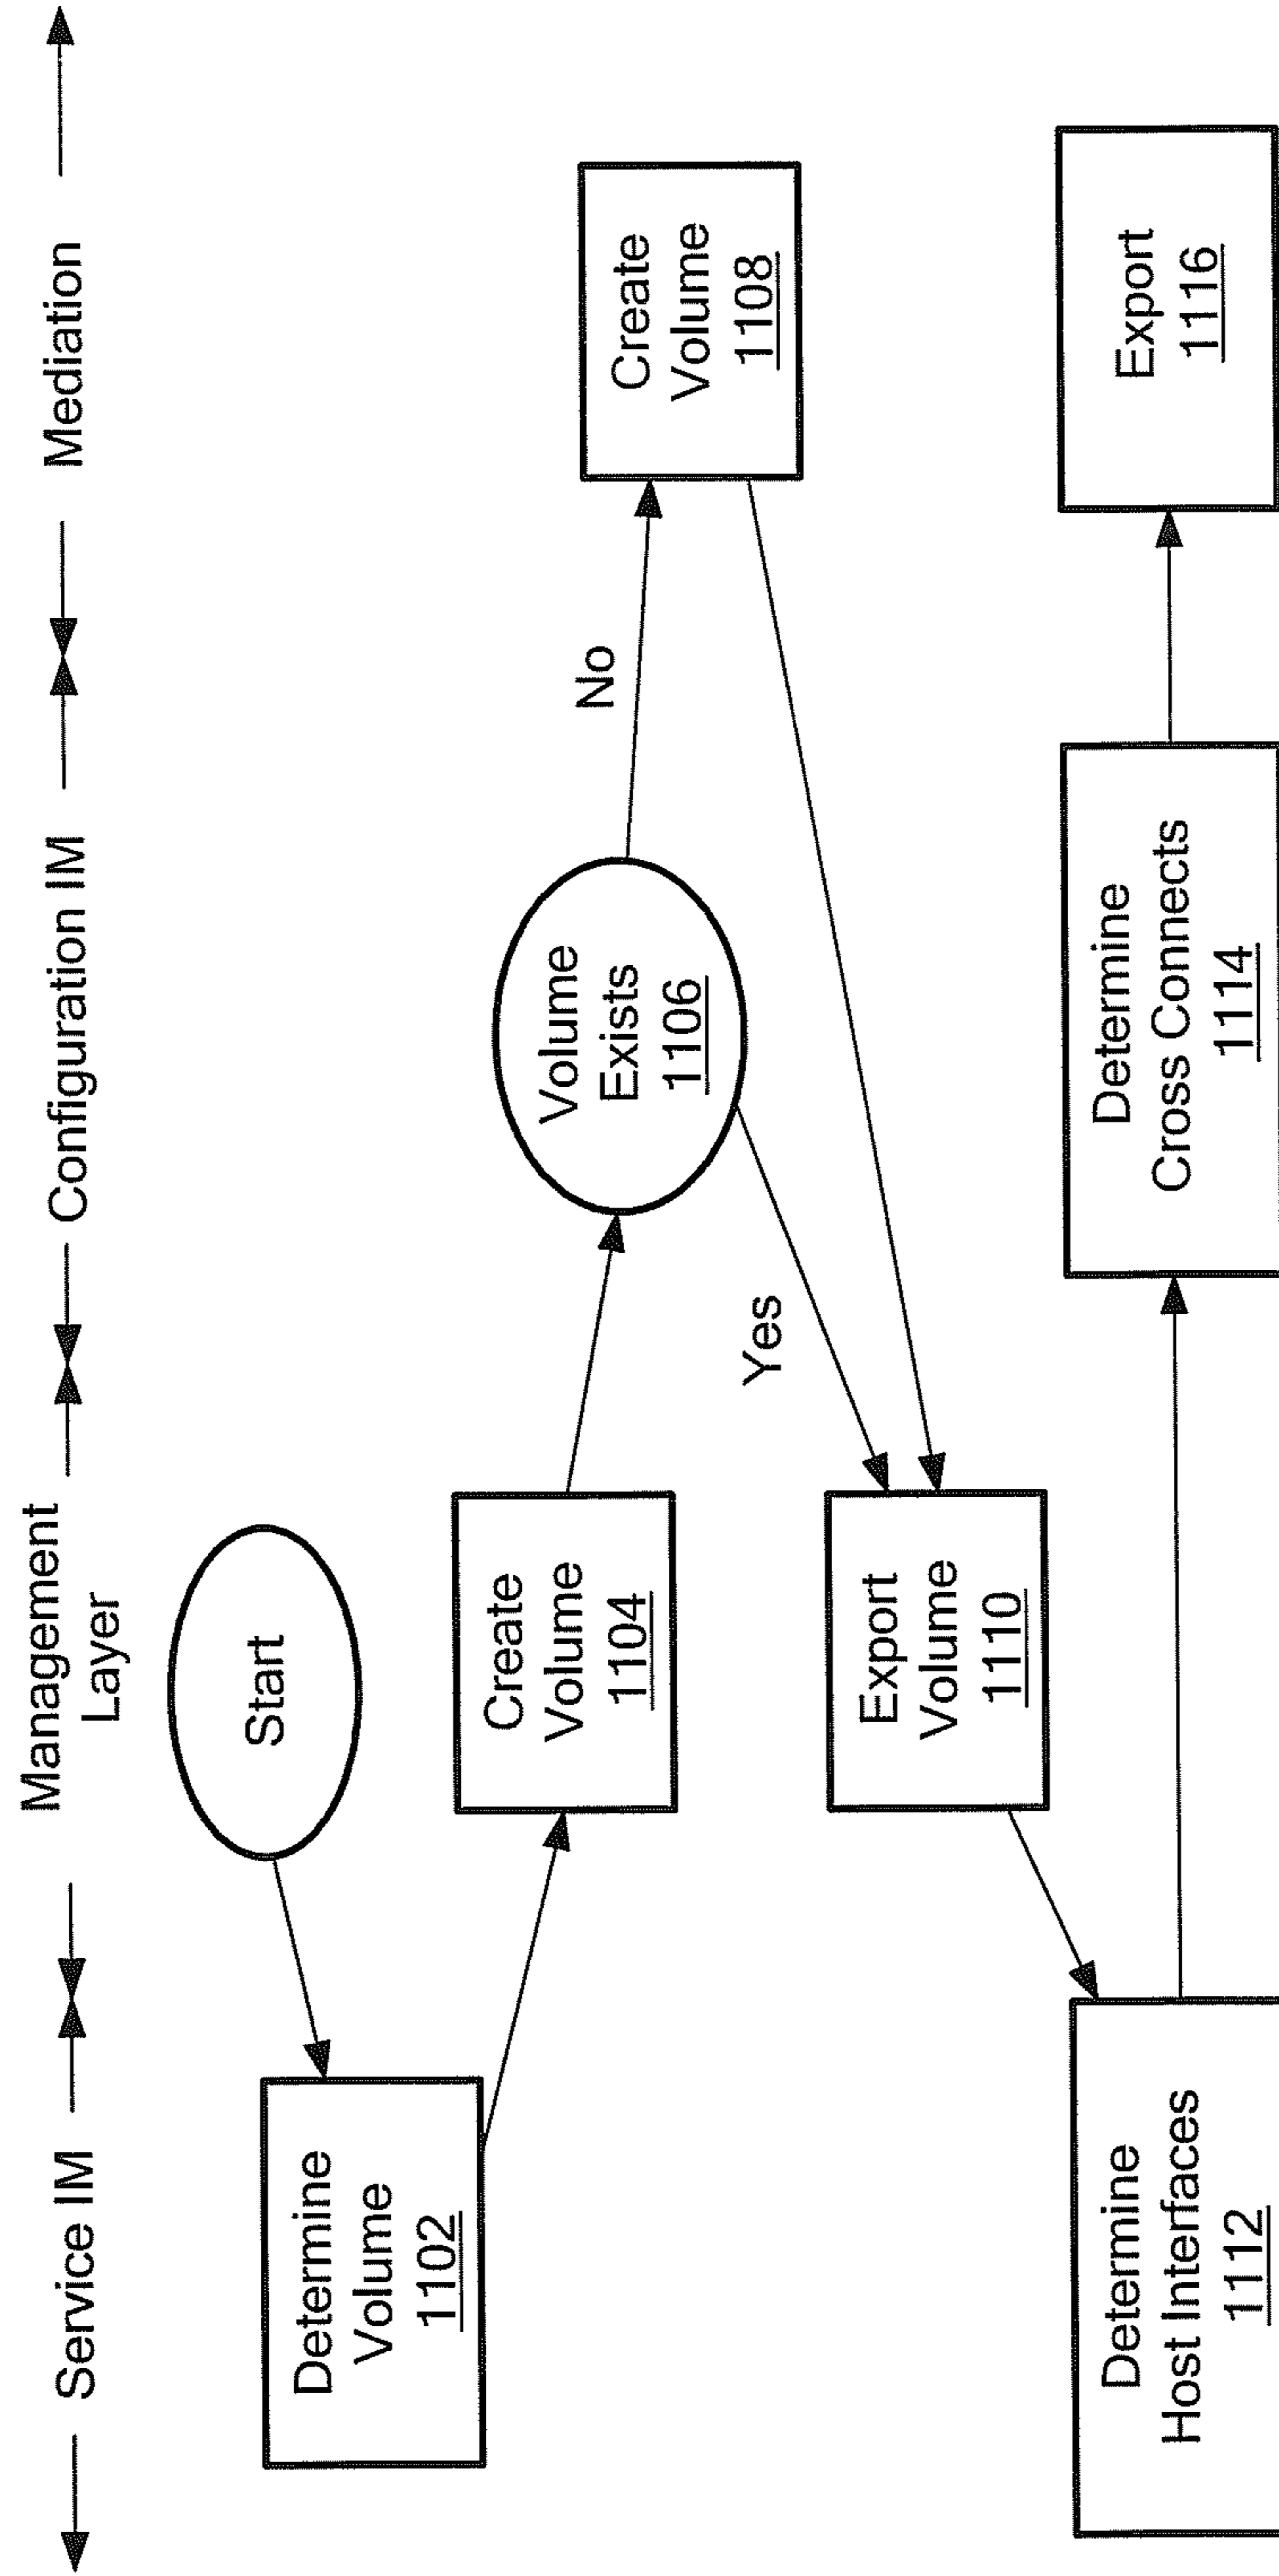 Service IM
Management
Layer
Configuration IM
Mediation
Start
Determine
Volume
1102
Create
Volume
1104
Volume
Exists
1106
No
Create
Volume
1108
Yes
Export
Volume
1110
Determine
Host Interfaces
1112
Determine
Cross Connects
1114
Export
1116